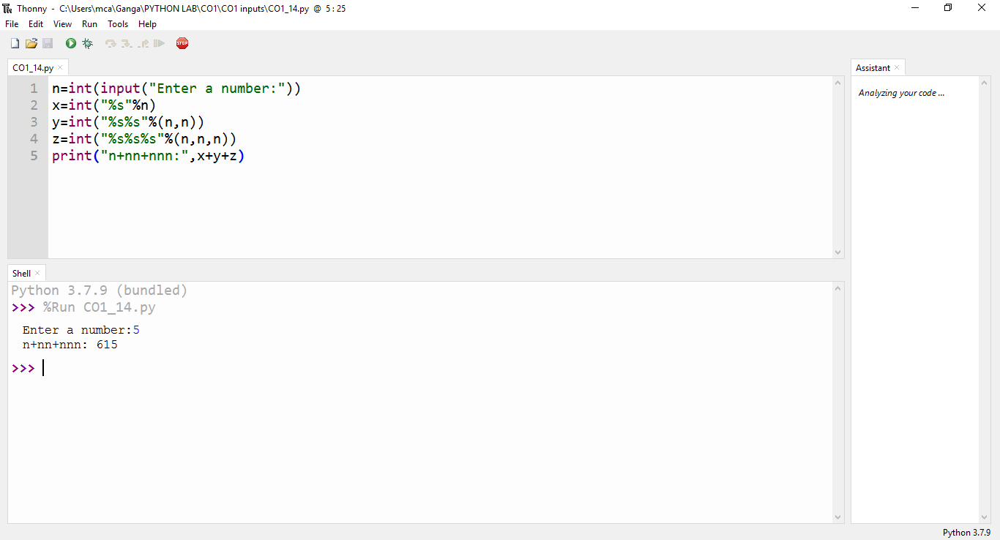 Thonny - C:\Users\mca\Ganga\PYTHON LAB\CO1\CO1 inputs\CO1_14.py @ 5:25
File Edit View Run Tools Help
STOP
CO1_14.py
1 n=int(input("Enter a number:"))
2 x=int("%s"%n)
3 y=int("%s%s"%(n,n))
4 z=int("%s%s%s"%(n,n,n))
5 print("n+nn+nnn:",x+y+z)
Assistant
Analyzing your code ...
Shell
Python 3.7.9 (bundled)
>>> %Run CO1_14.py
Enter a number:5
n+nn+nnn: 615
>>>
Python 3.7.9